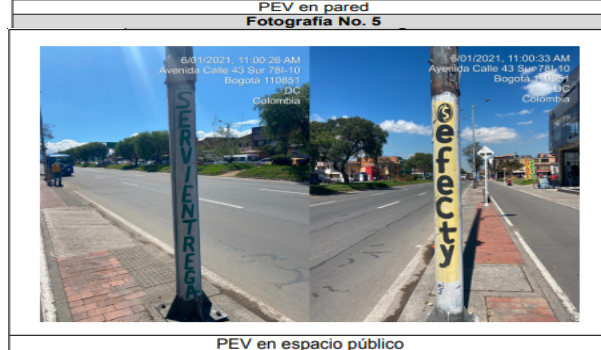 PEV en pared
Fotografía No. 5
6/01/2021, 11:00:26 AM
Avenida Calle 43 Sur 78I-10
Bogotá 110851
DC
Colombia
SERVIENTREGA
6/01/2021, 11:00:33 AM
Avenida Calle 43 Sur 78I-10
Bogotá 110851
DC
Colombia
$efecty
PEV en espacio público